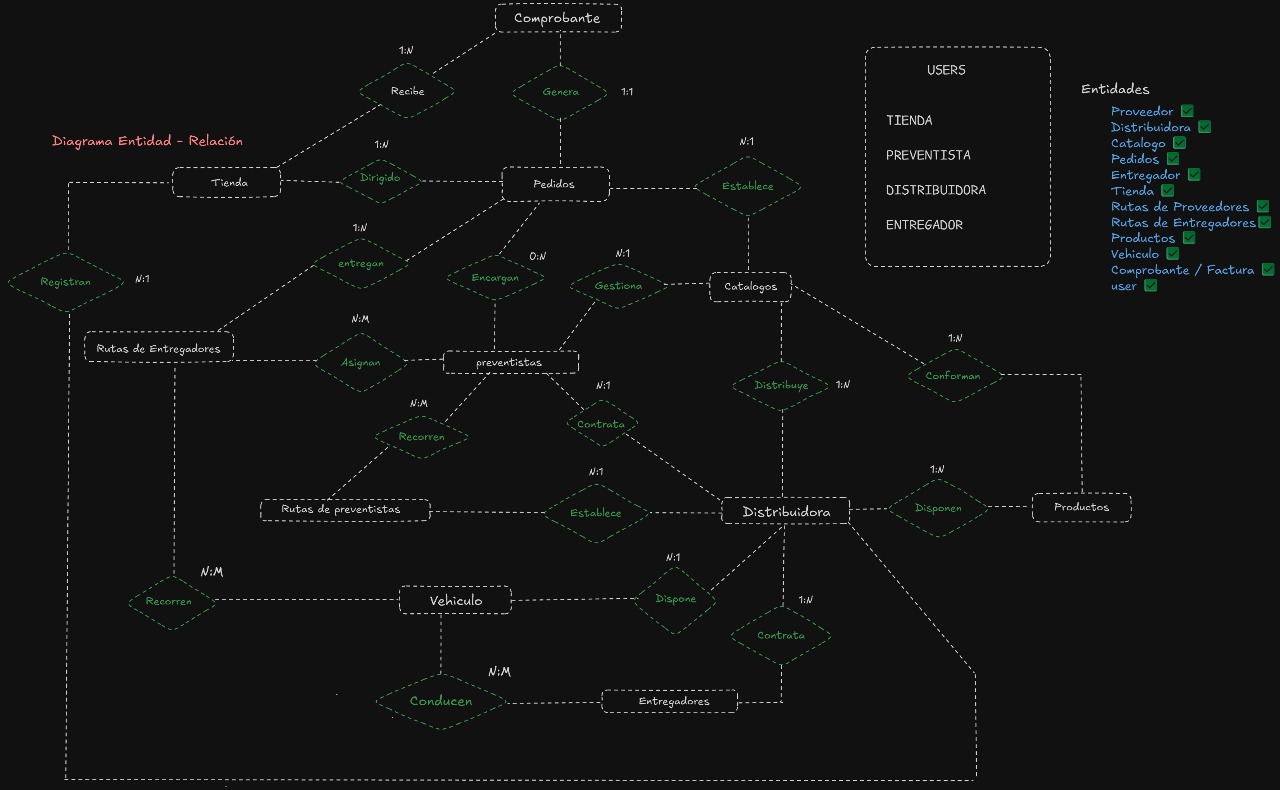 Comprobante
1:N
Recibe
Genera
1:1
USERS
TIENDA
PREVENTISTA
DISTRIBUIDORA
ENTREGADOR
Entidades
Proveedor ✅
Distribuidora ✅
Catalogo ✅
Pedidos ✅
Entregador ✅
Tienda ✅
Rutas de Proveedores ✅
Rutas de Entregadores ✅
Productos ✅
Vehiculo ✅
Comprobante / Factura ✅
user ✅
Diagrama Entidad - Relación
1:N
N:1
Tienda
Dirigido
Pedidos
Establece
1:N
entregan
O:N
Encargan
N:1
Gestiona
Catalogos
Registran
N:1
N:M
1:N
Rutas de Entregadores
Asignan
preventistas
Distribuye
1:N
Conforman
N:M
N:1
Recorren
Contrata
1:N
N:1
Rutas de preventistas
Establece
Distribuidora
Disponen
Productos
N:M
N:1
Recorren
Vehiculo
Dispone
1:N
Contrata
N:M
Conducen
Entregadores